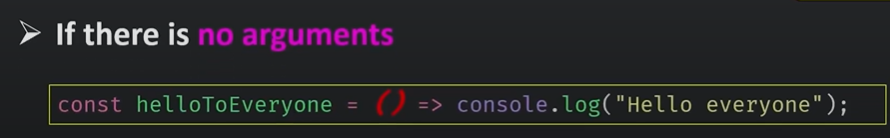 ➤ If there is no arguments
const helloToEveryone = () => console.log("Hello everyone");